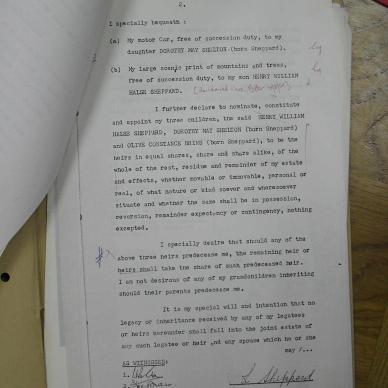 2.
I specially bequeath :
(a) My motor Car, free of succession duty, to my
daughter DOROTHY MAY SHELTON (born Sheppard).
(b) My large scenic print of mountains and trees,
free of succession duty, to my son HENRY WILLIAM
HALSE SHEPPARD.
I further declare to nominate, constitute
and appoint my three children, the said HENRY WILLIAM
HALSE SHEPPARD, DOROTHY MAY SHELTON (born Sheppard)
and OLIVE CONSTANCE (born Sheppard), to be the
heirs in equal shares, share and share alike, of the
whole of the rest, residue and remainder of my estate
and effects, whether movable or immovable, personal or
real, of what nature or kind soever and wheresoever
situate and whether the same shall be in possession,
reversion, remainder expectancy or contingency, nothing
excepted.
I specially desire that should any of the
above three heirs predecease me, the remaining heir or
heirs shall take the share of such predeceased heir.
I am not desirous of any of my grandchildren inheriting
should their parents predecease me.
It is my special will and intention that no
legacy or inheritance received by any of my legatees
or heirs hereunder shall fall into the joint estate of
any such legatee or heir and any spouse which he or she
may /...
AS WITNESSES:
1.
2.
L. Sheppard